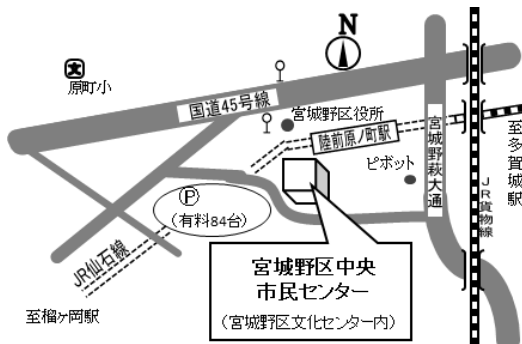 N
文
原町小
国道45号線
宮城野区役所
陸前原ノ町駅
宮城野萩大通
至多賀城駅
ピボット
JR貨物線
P
(有料84台)
JR仙石線
至榴ヶ岡駅
宮城野区中央
市民センター
(宮城野区文化センター内)